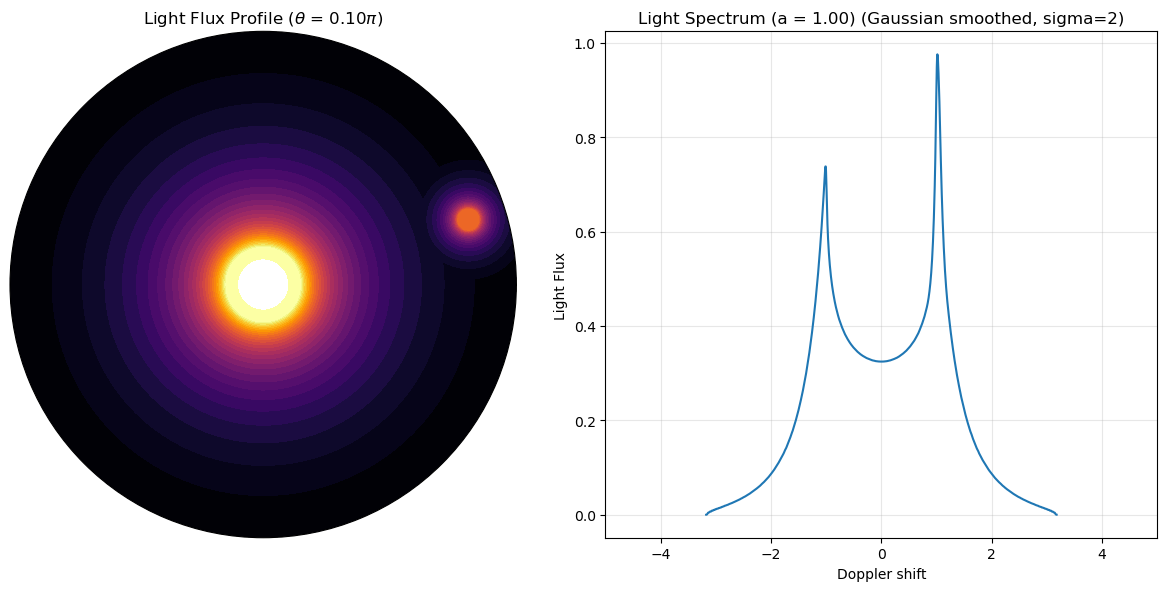 Light Flux Profile (θ = 0.10π)
Light Spectrum (a = 1.00) (Gaussian smoothed, sigma=2)
Light Flux
1.0
0.8
0.6
0.4
0.2
0.0
−4 −2 0 2 4
Doppler shift